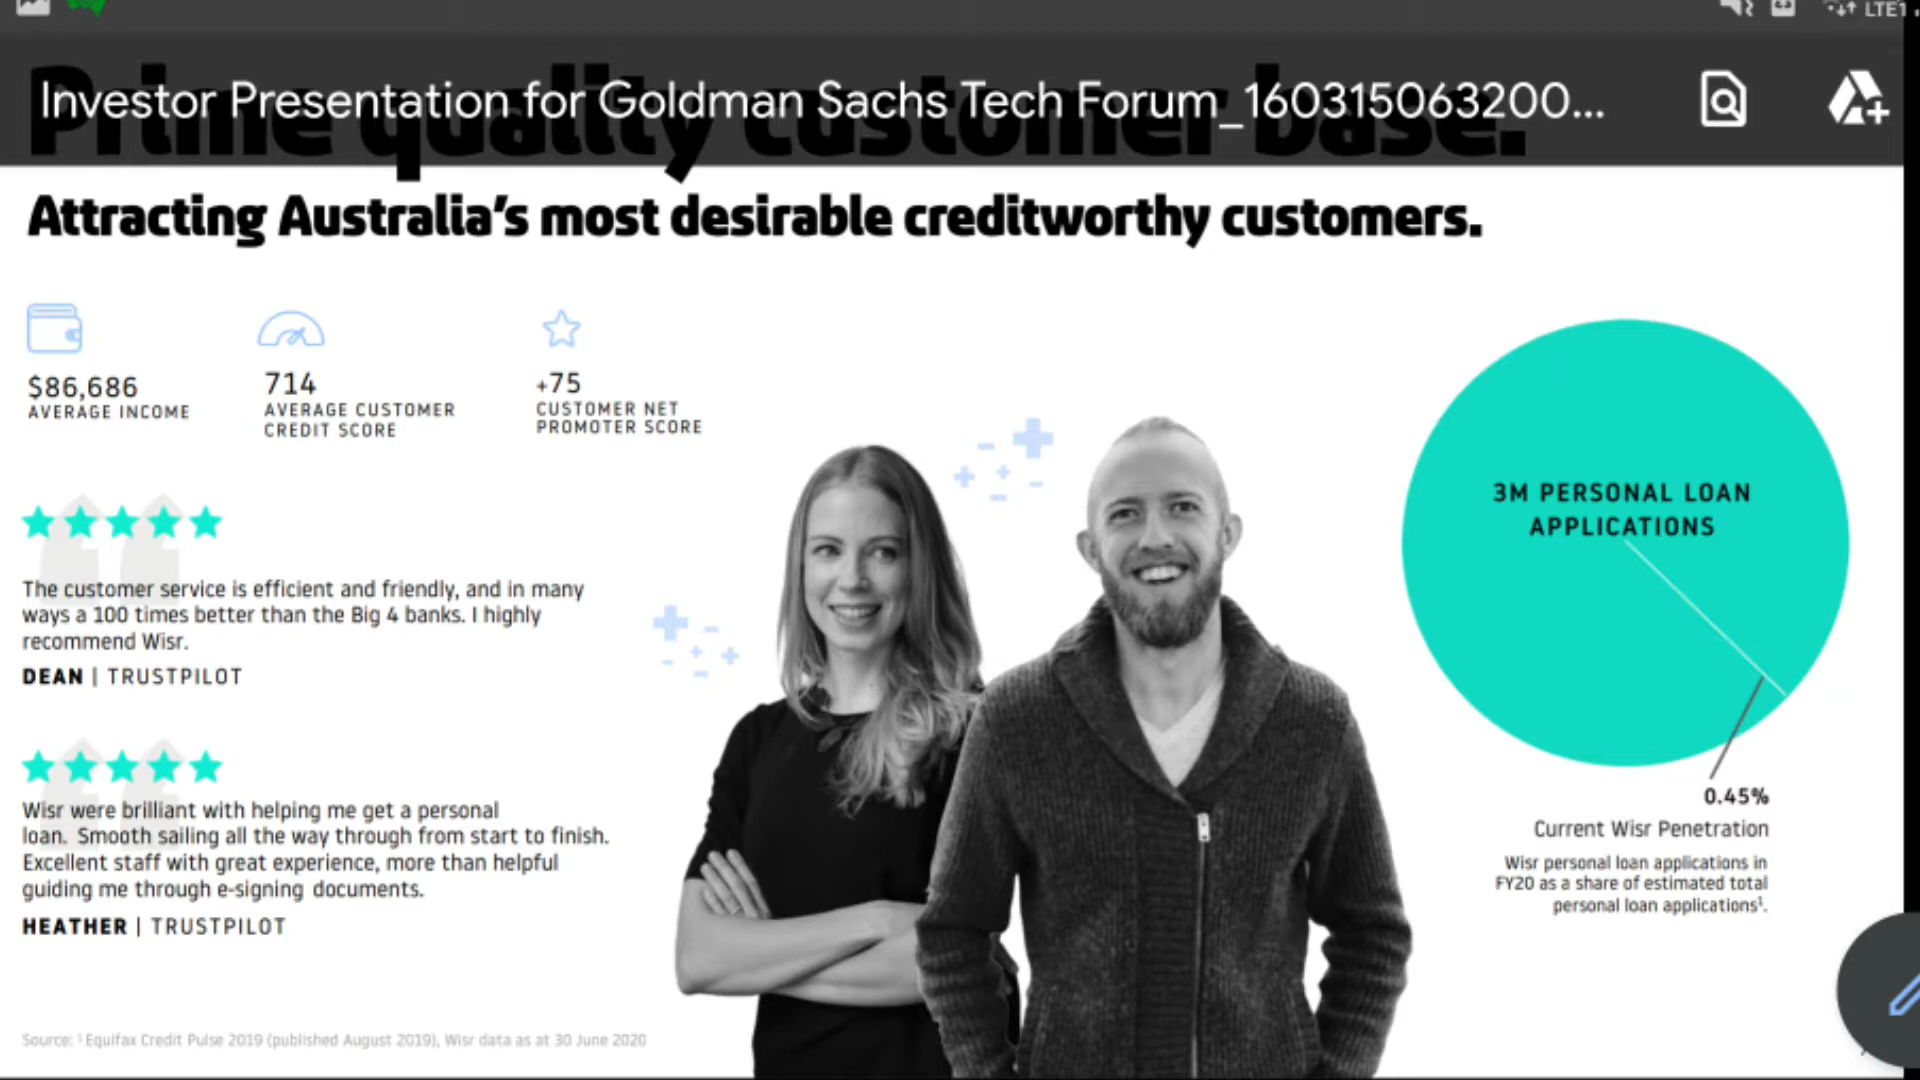 LTE1
Investor Presentation for Goldman Sachs Tech Forum_160315063200...
Prime quality customer base.
Attracting Australia's most desirable creditworthy customers.
$86,686
AVERAGE INCOME
714
AVERAGE CUSTOMER
CREDIT SCORE
+75
CUSTOMER NET
PROMOTER SCORE
The customer service is efficient and friendly, and in many
ways a 100 times better than the Big 4 banks. I highly
recommend Wisr.
DEAN | TRUSTPILOT
Wisr were brilliant with helping me get a personal
loan. Smooth sailing all the way through from start to finish.
Excellent staff with great experience, more than helpful
guiding me through e-signing documents.
HEATHER | TRUSTPILOT
3M PERSONAL LOAN
APPLICATIONS
0.45%
Current Wisr Penetration
Wisr personal loan applications in
FY20 as a share of estimated total
personal loan applications¹.
Source: ¹ Equifax Credit Pulse 2019 (published August 2019), Wisr data as at 30 June 2020